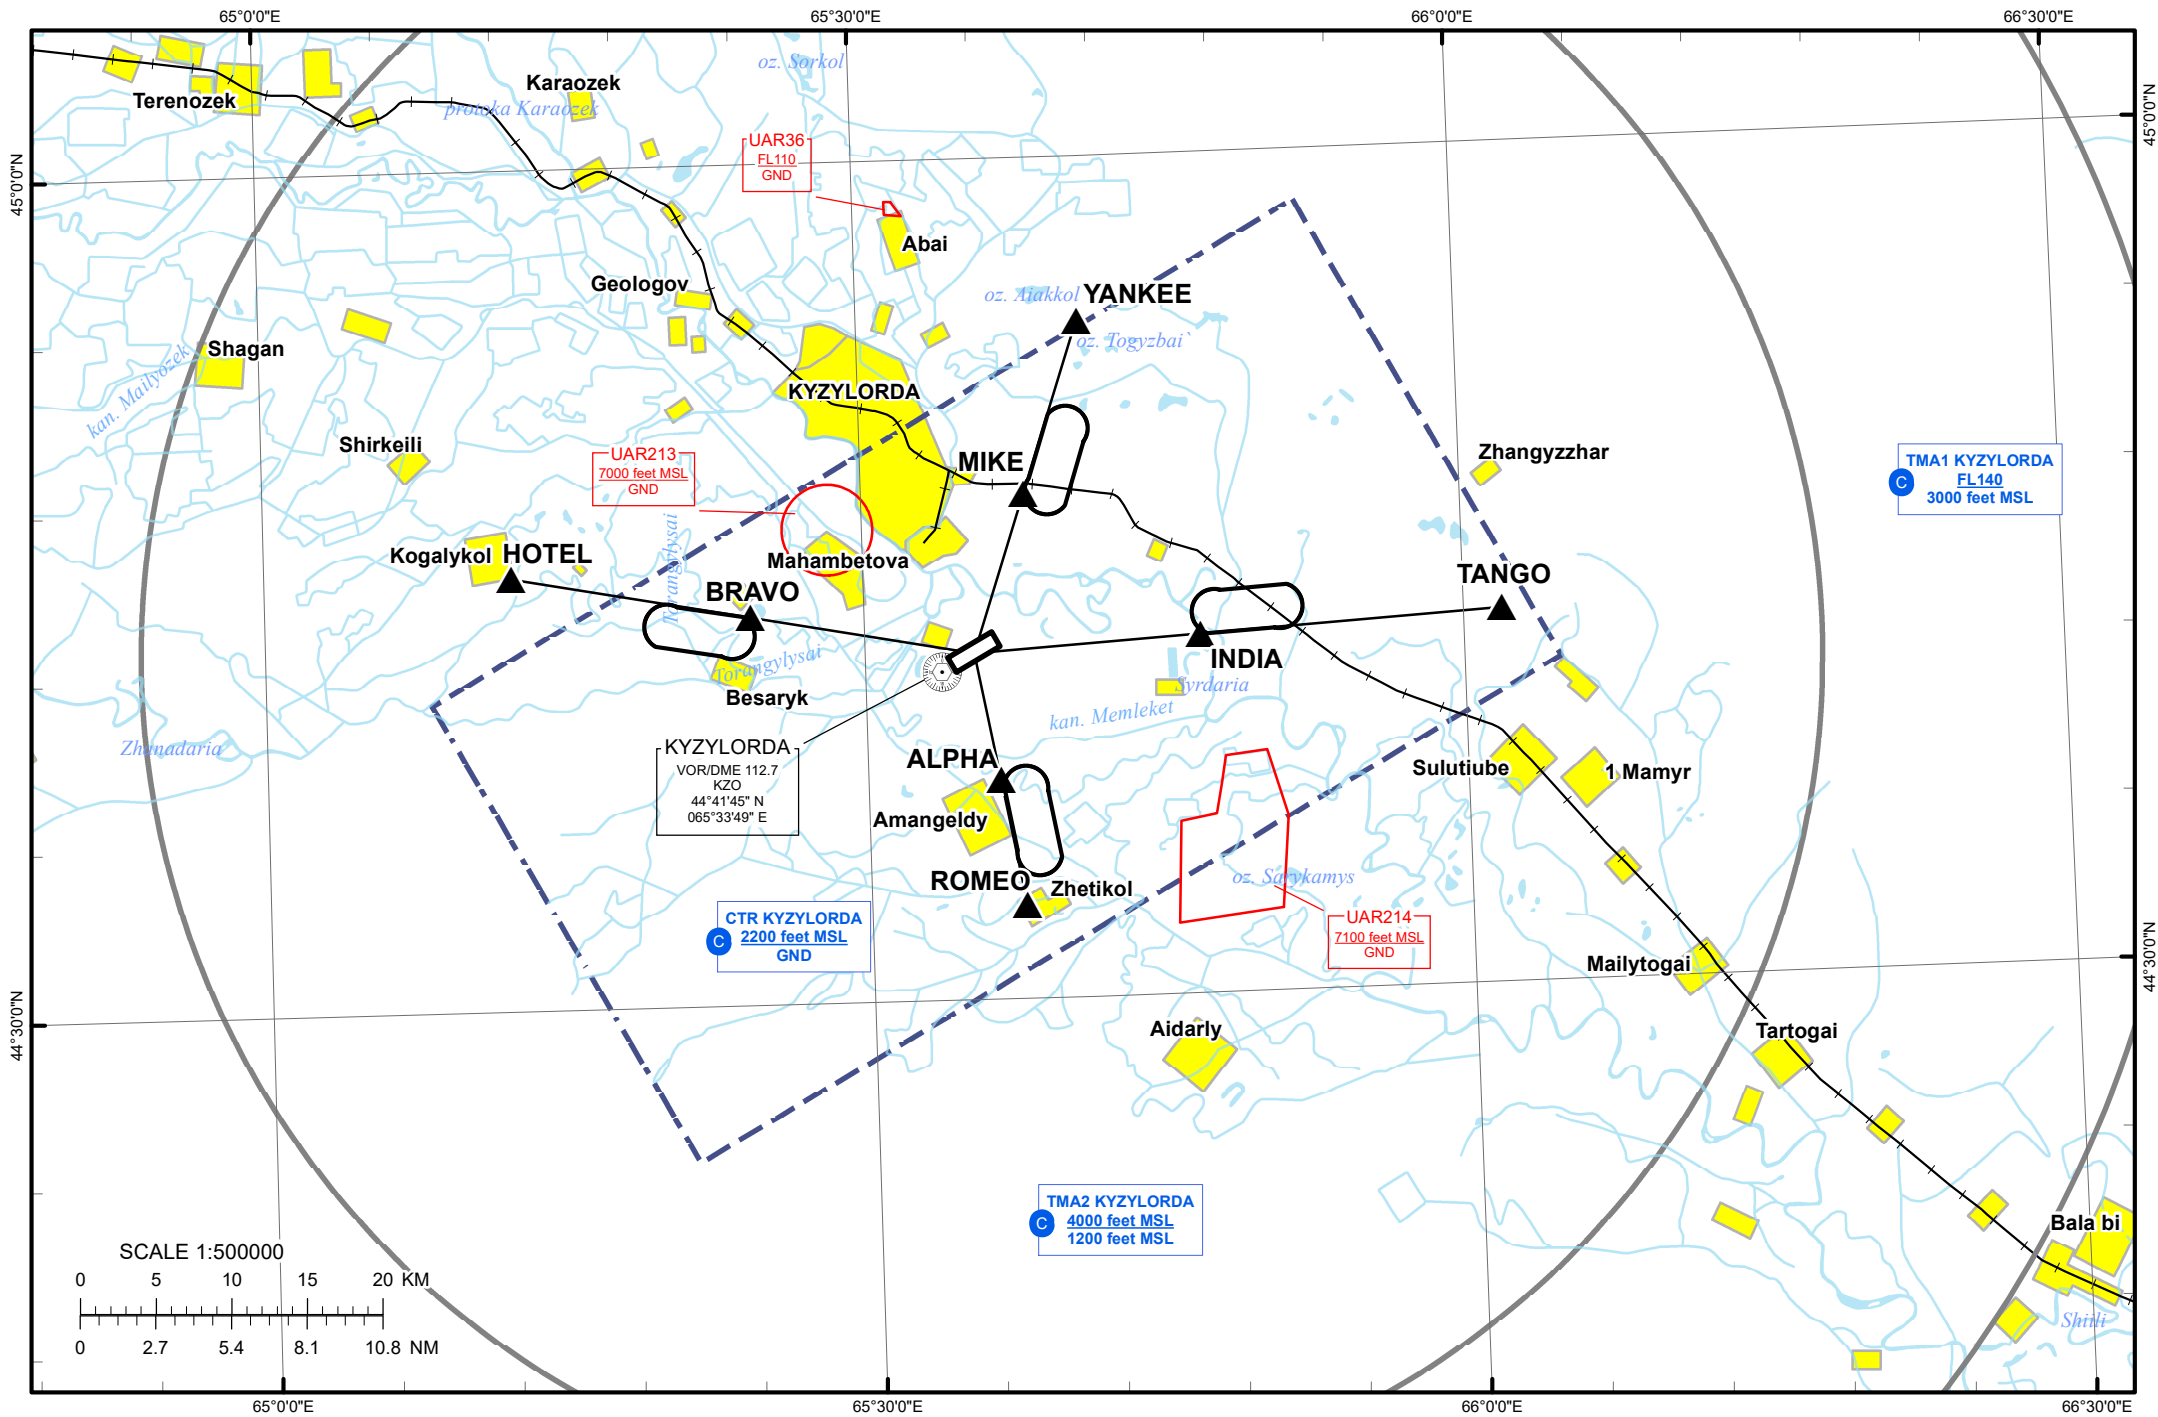 65°0'0"E
65°30'0"E
66°0'0"E
66°30'0"E
oz. Sorkol
Karaozek
Terenozek
protoka Karaozek
45°0'0"N
45°0'0"N
UAR36
FL110
GND
Abai
Geologov
oz. Aiakkol
YANKEE
oz. Togyzbai`
Shagan
kan. Mailyozek
KYZYLORDA
Shirkeili
UAR213
7000 feet MSL
GND
MIKE
Zhangyzzhar
TMA1 KYZYLORDA
C
FL140
3000 feet MSL
Torangylysai
Kogalykol
HOTEL
Mahambetova
BRAVO
TANGO
INDIA
Torangylysai
Besaryk
Syrdaria
kan. Memleket
Zhanadaria
KYZYLORDA
VOR/DME 112.7
KZO
44°41'45" N
065°33'49" E
ALPHA
Amangeldy
Sulutiube
1 Mamyr
ROMEO
Zhetikol
oz. Sarykamys
CTR KYZYLORDA
C
2200 feet MSL
GND
UAR214
7100 feet MSL
GND
Mailytogai
44°30'0"N
44°30'0"N
Aidarly
Tartogai
TMA2 KYZYLORDA
C
4000 feet MSL
1200 feet MSL
Bala bi
SCALE 1:500000
0 5 10 15 20 KM
0 2.7 5.4 8.1 10.8 NM
Shiili
65°0'0"E
65°30'0"E
66°0'0"E
66°30'0"E